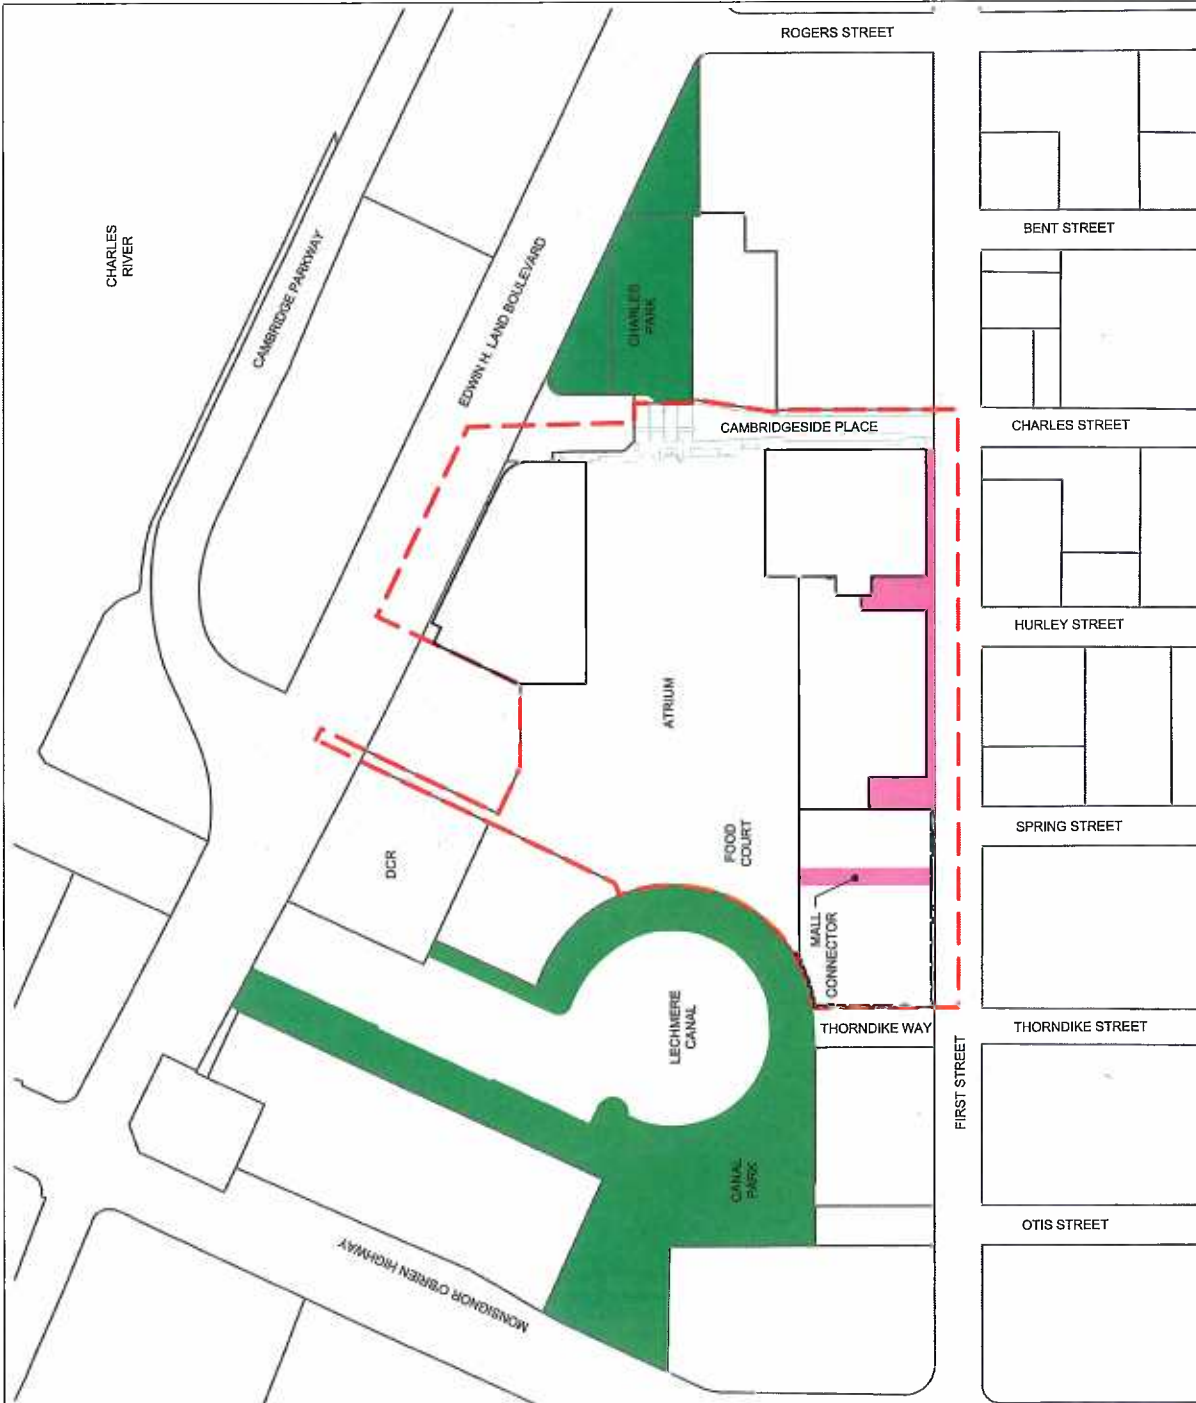 ROGERS STREET
BENT STREET
CHARLES
RIVER
CAMBRIDGE PARKWAY
EDWIN H. LAND BOULEVARD
CHARLES
PARK
CAMBRIDGESIDE PLACE
CHARLES STREET
HURLEY STREET
ATRIUM
SPRING STREET
FOOD
COURT
DCR
MALL
CONNECTOR
LECHMERE
CANAL
THORNDIKE WAY
THORNDIKE STREET
FIRST STREET
CANAL
PARK
OTIS STREET
MONSIGNOR O'BRIEN HIGHWAY